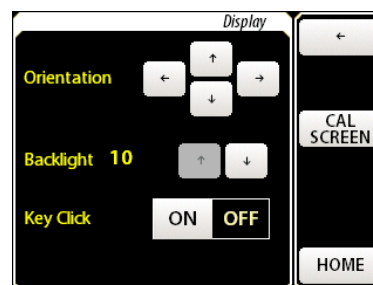 Display
←
Orientation ← ↑ → ↓
CAL
SCREEN
Backlight 10 ↑ ↓
Key Click ON OFF
HOME